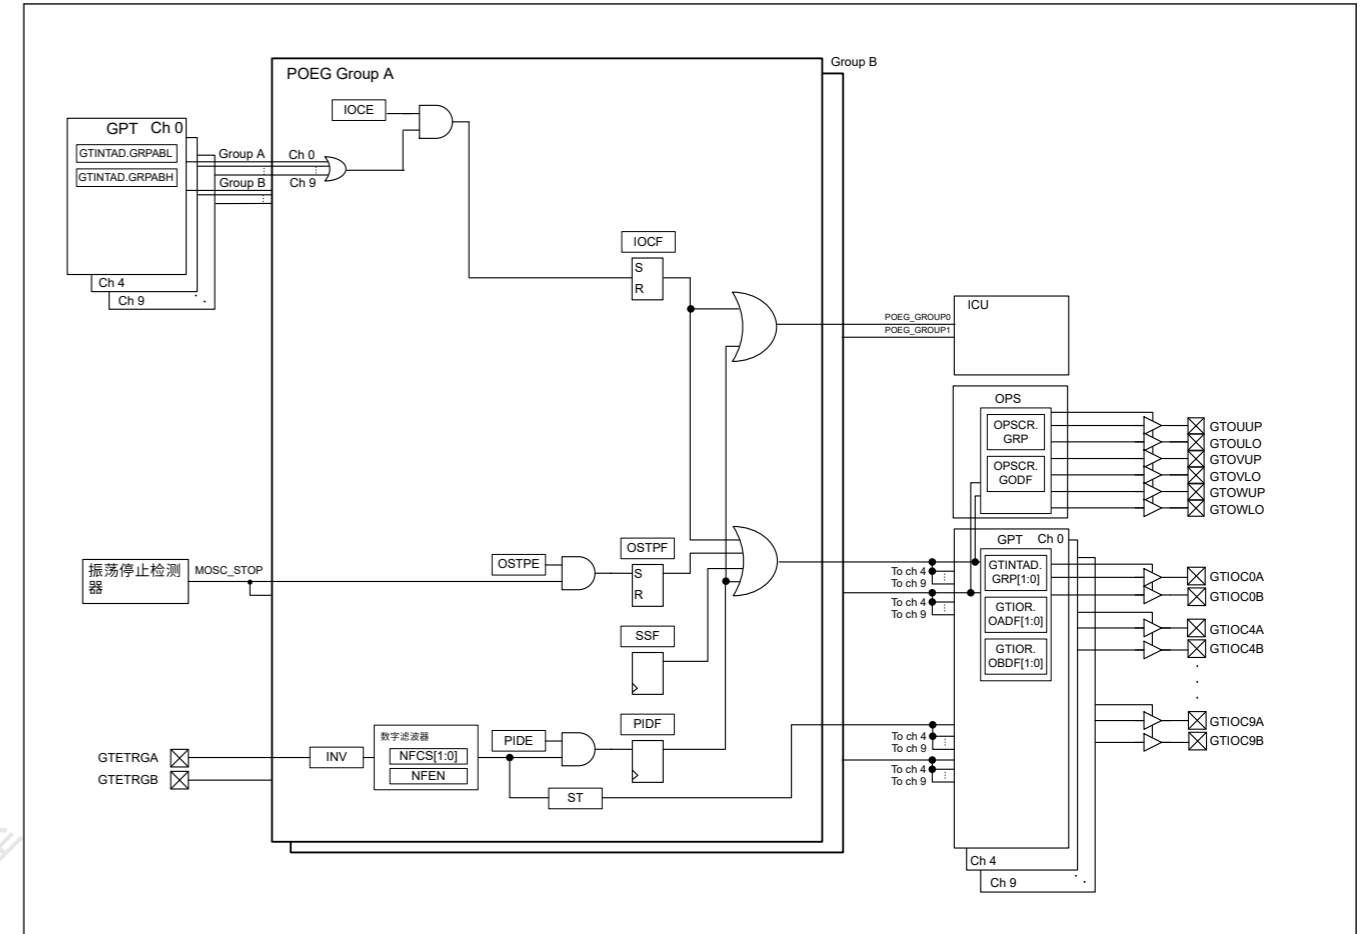 Group B
POEG Group A
IOCE
GPT Ch 0
GTINTAD.GRPABL
GTINTAD.GRPABH
Group A
Group B
Ch 0
Ch 9
Ch 4
Ch 9
IOCF
S
R
ICU
POEG_GROUP0
POEG_GROUP1
OPS
OPSCR.
GRP
OPSCR.
GODF
GTOUUP
GTOULO
GTOVUP
GTOVLO
GTOWUP
GTOWLO
振荡停止检测
器
MOSC_STOP
OSTPE
OSTPF
S
R
SSF
GPT Ch 0
GTINTAD.
GRP[1:0]
GTIOR.
OADF[1:0]
GTIOR.
OBDF[1:0]
To ch 4
To ch 9
To ch 4
To ch 9
GTIOC0A
GTIOC0B
GTIOC4A
GTIOC4B
GTIOC9A
GTIOC9B
GTETRGA
GTETRGB
INV
数字滤波器
NFCS[1:0]
NFEN
PIDE
PIDF
ST
To ch 4
To ch 9
To ch 4
To ch 9
Ch 4
Ch 9